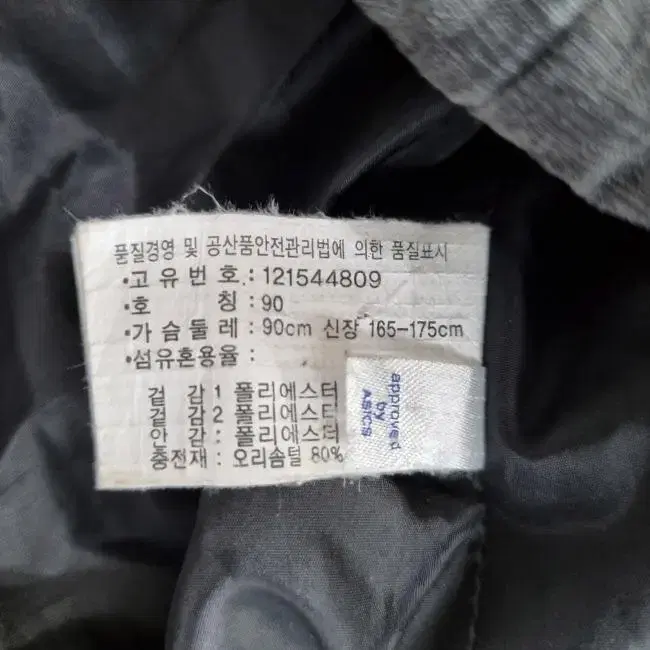 품질경영 및 공산품안전관리법에 의한 품질표시
•고 유 번 호 : 121544809
•호 칭 : 90
•가 슴 둘 레 : 90cm 신장 165-175cm
•섬유혼용율 :
겉 감 1 폴리에스터
겉 감 2 폴리에스터
안 감 : 폴리에스터
충전재 : 오리솜털 80%
approved
by
ASICS